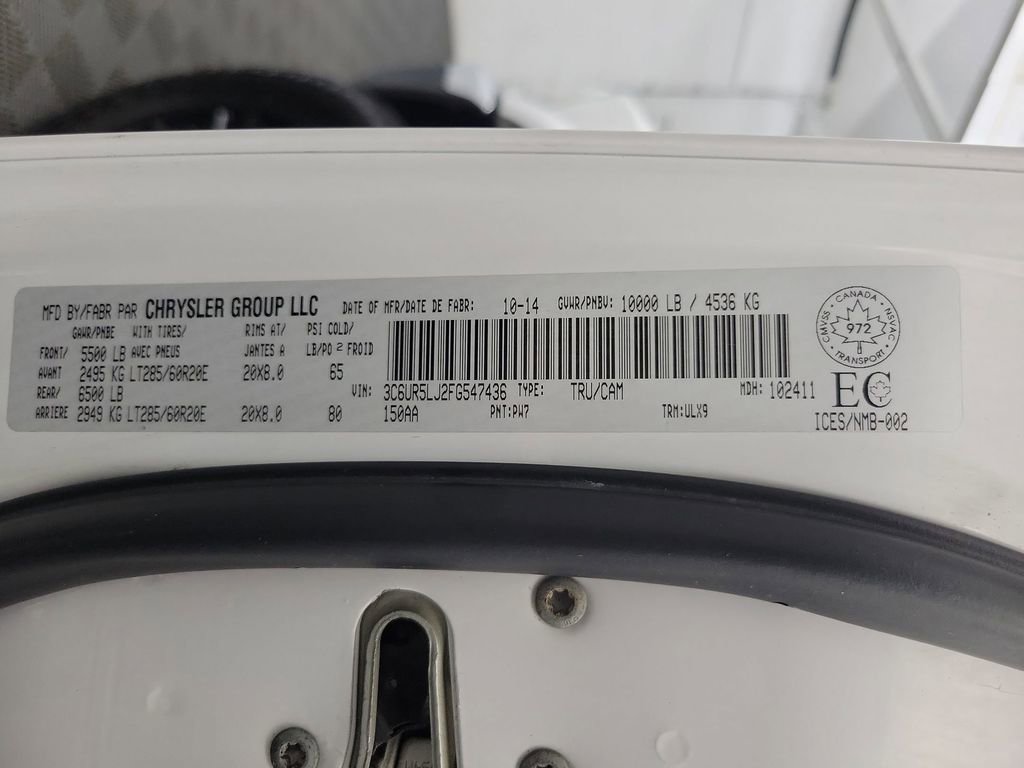 MFD BY/FABR PAR CHRYSLER GROUP LLC DATE OF MFR/DATE DE FABR: 10-14 GVWR/PNBV: 10000 LB / 4536 KG
GAWR/PNBE WITH TIRES/ RIMS AT/ PSI COLD/
FRONT/ 5500 LB AVEC PNEUS JANTES A LB/PO² FROID
AVANT 2495 KG LT285/60R20E 20X8.0 65
REAR/ 6500 LB
ARRIERE 2949 KG LT285/60R20E 20X8.0 80
VIN: 3C6UR5LJ2FG547436 TYPE: TRU/CAM MDH: 102411
150AA PNT:PW7 TRM:ULX9
CANADA
CMVSS NSVAC
972
TRANSPORT
EC
ICES/NMB-002